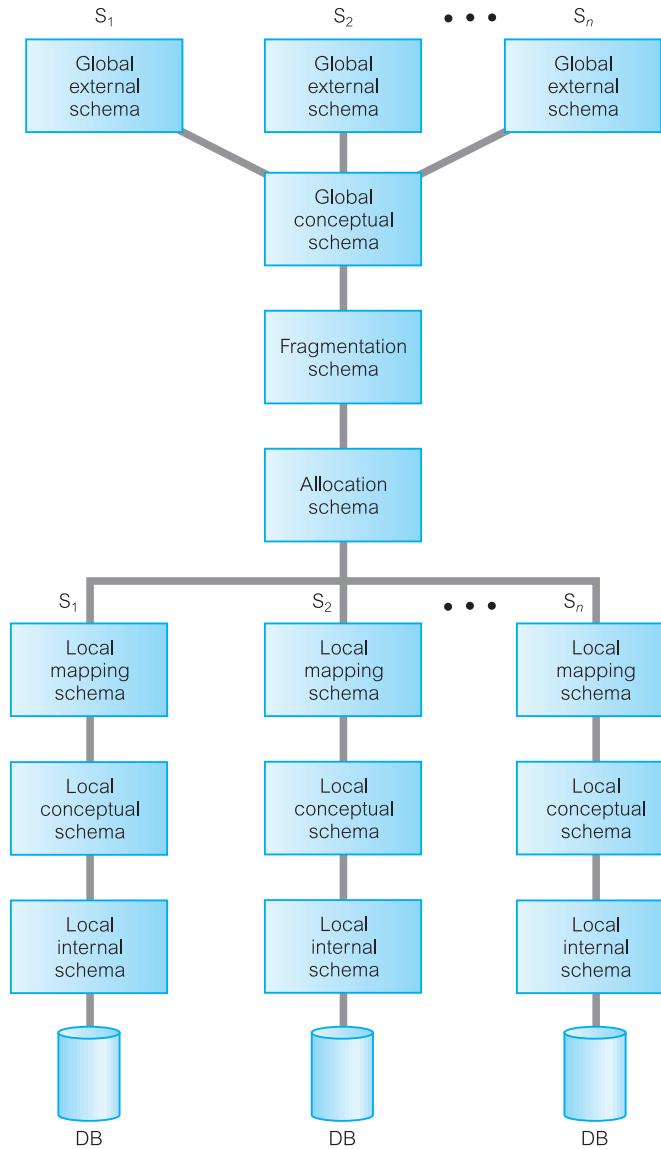 S1 S2 • • • Sn
Global external schema
Global external schema
Global external schema
Global conceptual schema
Fragmentation schema
Allocation schema
S1 S2 • • • Sn
Local mapping schema
Local mapping schema
Local mapping schema
Local conceptual schema
Local conceptual schema
Local conceptual schema
Local internal schema
Local internal schema
Local internal schema
DB DB DB